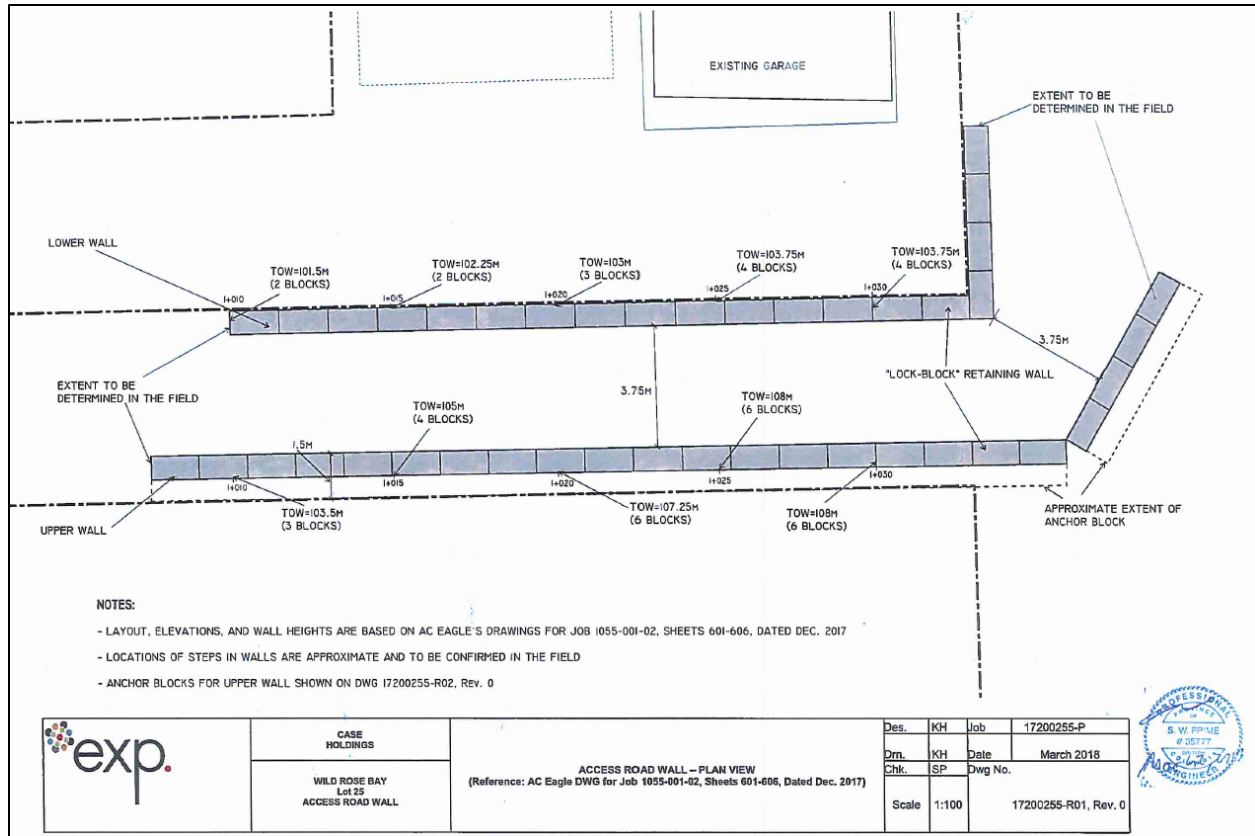 EXISTING GARAGE
EXTENT TO BE
DETERMINED IN THE FIELD
LOWER WALL
TOW=101.5M
(2 BLOCKS)
TOW=102.25M
(2 BLOCKS)
TOW=103M
(3 BLOCKS)
TOW=103.75M
(4 BLOCKS)
TOW=103.75M
(4 BLOCKS)
1+010
1+015
1+020
1+025
1+030
3.75M
EXTENT TO BE
DETERMINED IN THE FIELD
3.75M
"LOCK-BLOCK" RETAINING WALL
TOW=105M
(4 BLOCKS)
TOW=108M
(6 BLOCKS)
1.5M
1+010
1+015
1+020
1+025
1+030
UPPER WALL
TOW=103.5M
(3 BLOCKS)
TOW=107.25M
(6 BLOCKS)
TOW=108M
(6 BLOCKS)
APPROXIMATE EXTENT OF
ANCHOR BLOCK
NOTES:
- LAYOUT, ELEVATIONS, AND WALL HEIGHTS ARE BASED ON AC EAGLE'S DRAWINGS FOR JOB 1055-001-02, SHEETS 601-606, DATED DEC. 2017
- LOCATIONS OF STEPS IN WALLS ARE APPROXIMATE AND TO BE CONFIRMED IN THE FIELD
- ANCHOR BLOCKS FOR UPPER WALL SHOWN ON DWG 17200255-R02, Rev. 0
exp.
CASE
HOLDINGS
WILD ROSE BAY
Lot 25
ACCESS ROAD WALL
ACCESS ROAD WALL – PLAN VIEW
(Reference: AC Eagle DWG for Job 1055-001-02, Sheets 601-606, Dated Dec. 2017)
Des. KH Job 17200255-P
Drn. KH Date March 2018
Chk. SP Dwg No.
Scale 1:100 17200255-R01, Rev. 0
PROFESSIONAL
PROVINCE
OF
S. W. PRIME
# 35777
ENGINEER